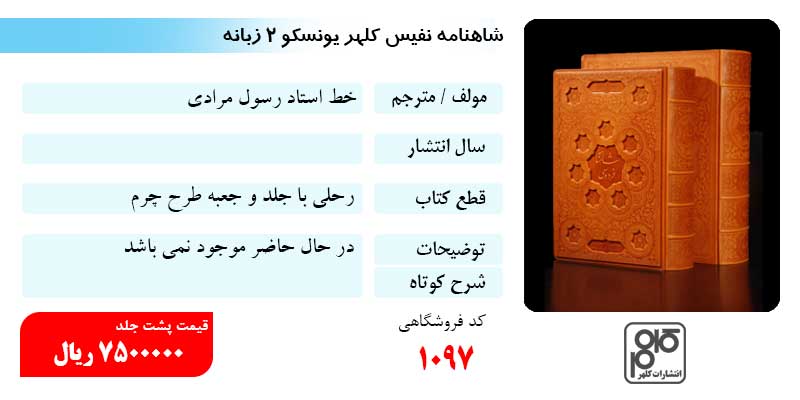 شاهنامه نفیس کلهر یونسکو ۲ زبانه
مولف / مترجم
خط استاد رسول مرادی
سال انتشار
قطع کتاب
رحلی با جلد و جعبه طرح چرم
توضیحات
در حال حاضر موجود نمی باشد
شرح کوتاه
کد فروشگاهی
۱۰۹۷
قیمت پشت جلد
۷۵۰۰۰۰۰ ریال
انتشارات کلهر